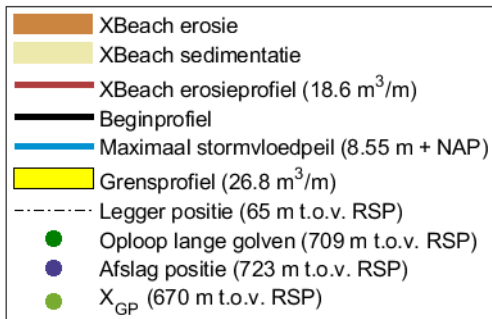 XBeach erosie
XBeach sedimentatie
XBeach erosieprofiel (18.6 m³/m)
Beginprofiel
Maximaal stormvloedpeil (8.55 m + NAP)
Grensprofiel (26.8 m³/m)
Legger positie (65 m t.o.v. RSP)
Oploop lange golven (709 m t.o.v. RSP)
Afslag positie (723 m t.o.v. RSP)
X_GP (670 m t.o.v. RSP)